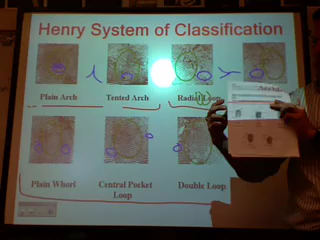 Henry System of Classification
Plain Arch Tented Arch Radial Loop
Plain Whorl Central Pocket Double Loop
Loop